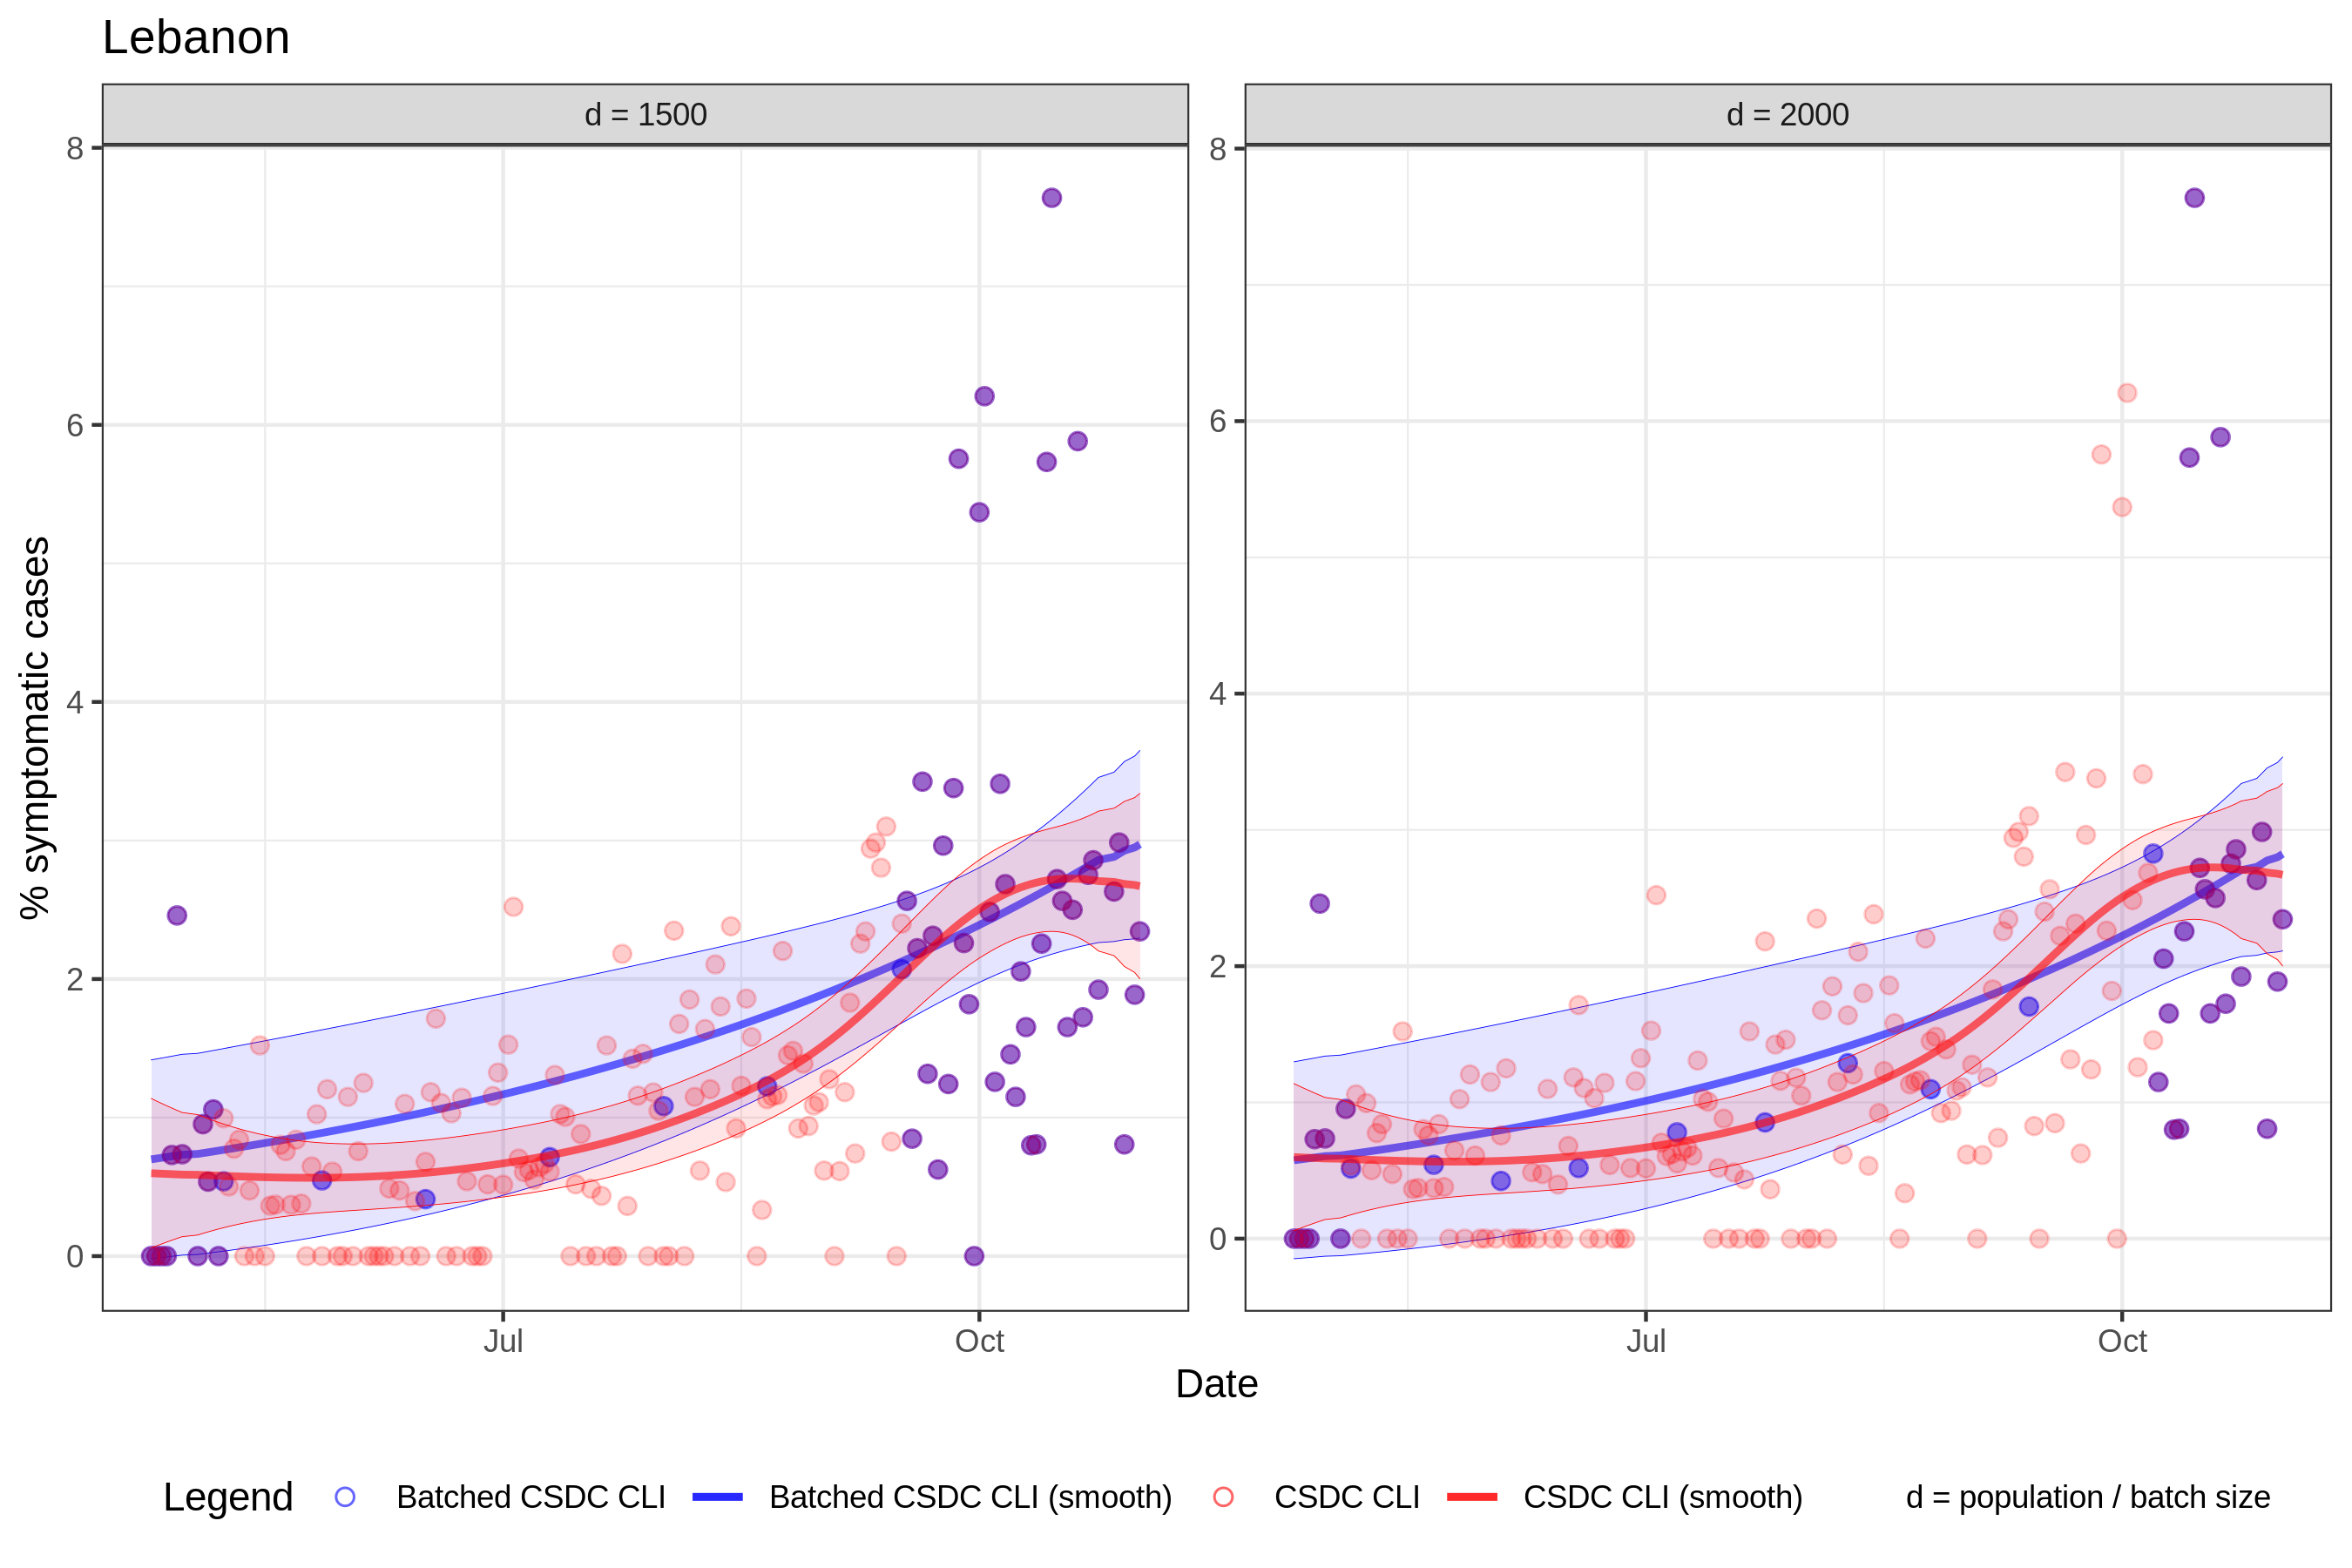 Lebanon
d = 1500
d = 2000
8
6
4
2
0
8
6
4
2
0
% symptomatic cases
Jul
Oct
Jul
Oct
Date
Legend
Batched CSDC CLI
Batched CSDC CLI (smooth)
CSDC CLI
CSDC CLI (smooth)
d = population / batch size